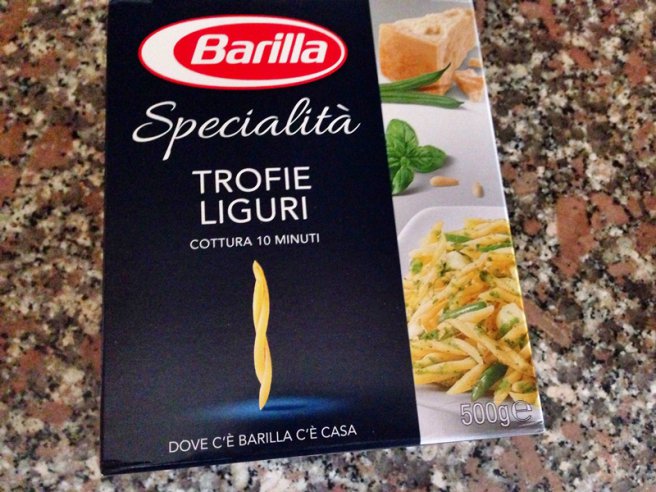 Barilla
Specialità
TROFIE
LIGURI
COTTURA 10 MINUTI
DOVE C'È BARILLA C'È CASA
500g℮